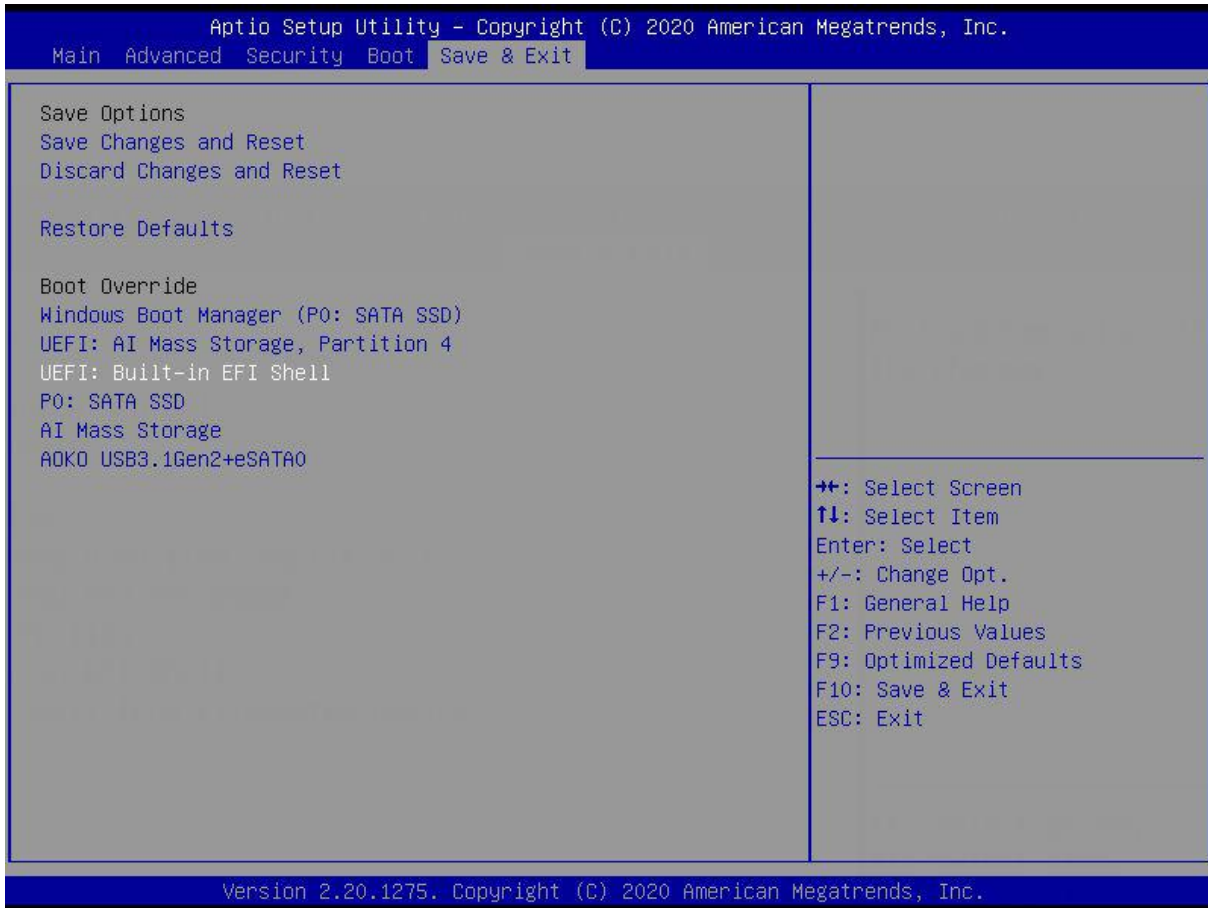 Aptio Setup Utility – Copyright (C) 2020 American Megatrends, Inc.
Main Advanced Security Boot Save & Exit
Save Options
Save Changes and Reset
Discard Changes and Reset
Restore Defaults
Boot Override
Windows Boot Manager (P0: SATA SSD)
UEFI: AI Mass Storage, Partition 4
UEFI: Built-in EFI Shell
P0: SATA SSD
AI Mass Storage
AOKO USB3.1Gen2+eSATA0
→←: Select Screen
↑↓: Select Item
Enter: Select
+/-: Change Opt.
F1: General Help
F2: Previous Values
F9: Optimized Defaults
F10: Save & Exit
ESC: Exit
Version 2.20.1275. Copyright (C) 2020 American Megatrends, Inc.